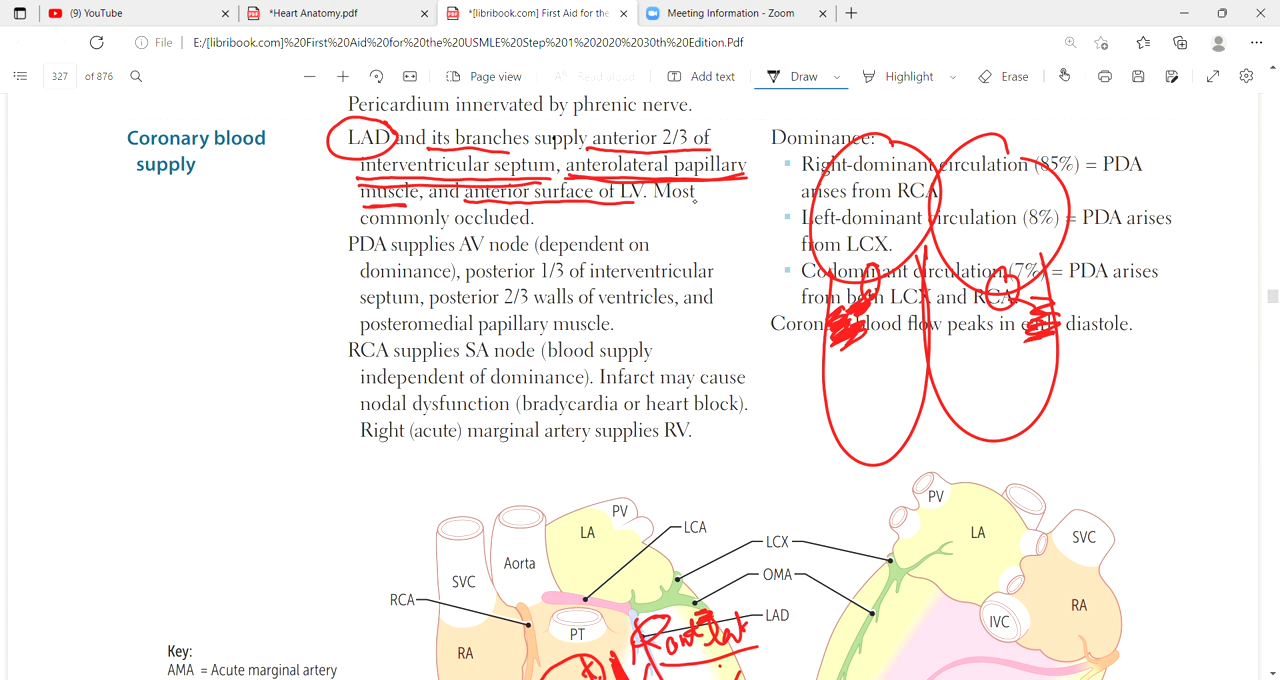 (9) YouTube
*Heart Anatomy.pdf
*[libribook.com] First Aid for the
Meeting Information - Zoom
File
E:/[libribook.com]%20First%20Aid%20for%20the%20USMLE%20Step%201%202020%2030th%20Edition.Pdf
327 of 876
Page view
Read aloud
Add text
Draw
Highlight
Erase
Pericardium innervated by phrenic nerve.
Coronary blood
supply
LAD and its branches supply anterior 2/3 of
interventricular septum, anterolateral papillary
muscle, and anterior surface of LV. Most
commonly occluded.
PDA supplies AV node (dependent on
dominance), posterior 1/3 of interventricular
septum, posterior 2/3 walls of ventricles, and
posteromedial papillary muscle.
RCA supplies SA node (blood supply
independent of dominance). Infarct may cause
nodal dysfunction (bradycardia or heart block).
Right (acute) marginal artery supplies RV.
Dominance:
Right-dominant circulation (85%) = PDA
arises from RCA
Left-dominant circulation (8%) = PDA arises
from LCX.
Codominant circulation (7%) = PDA arises
from both LCX and RCA.
Coronary blood flow peaks in early diastole.
PV
LA
LCA
Aorta
SVC
RCA
PT
RA
LCX
OMA
LAD
PV
LA
SVC
IVC
RA
Key:
AMA = Acute marginal artery